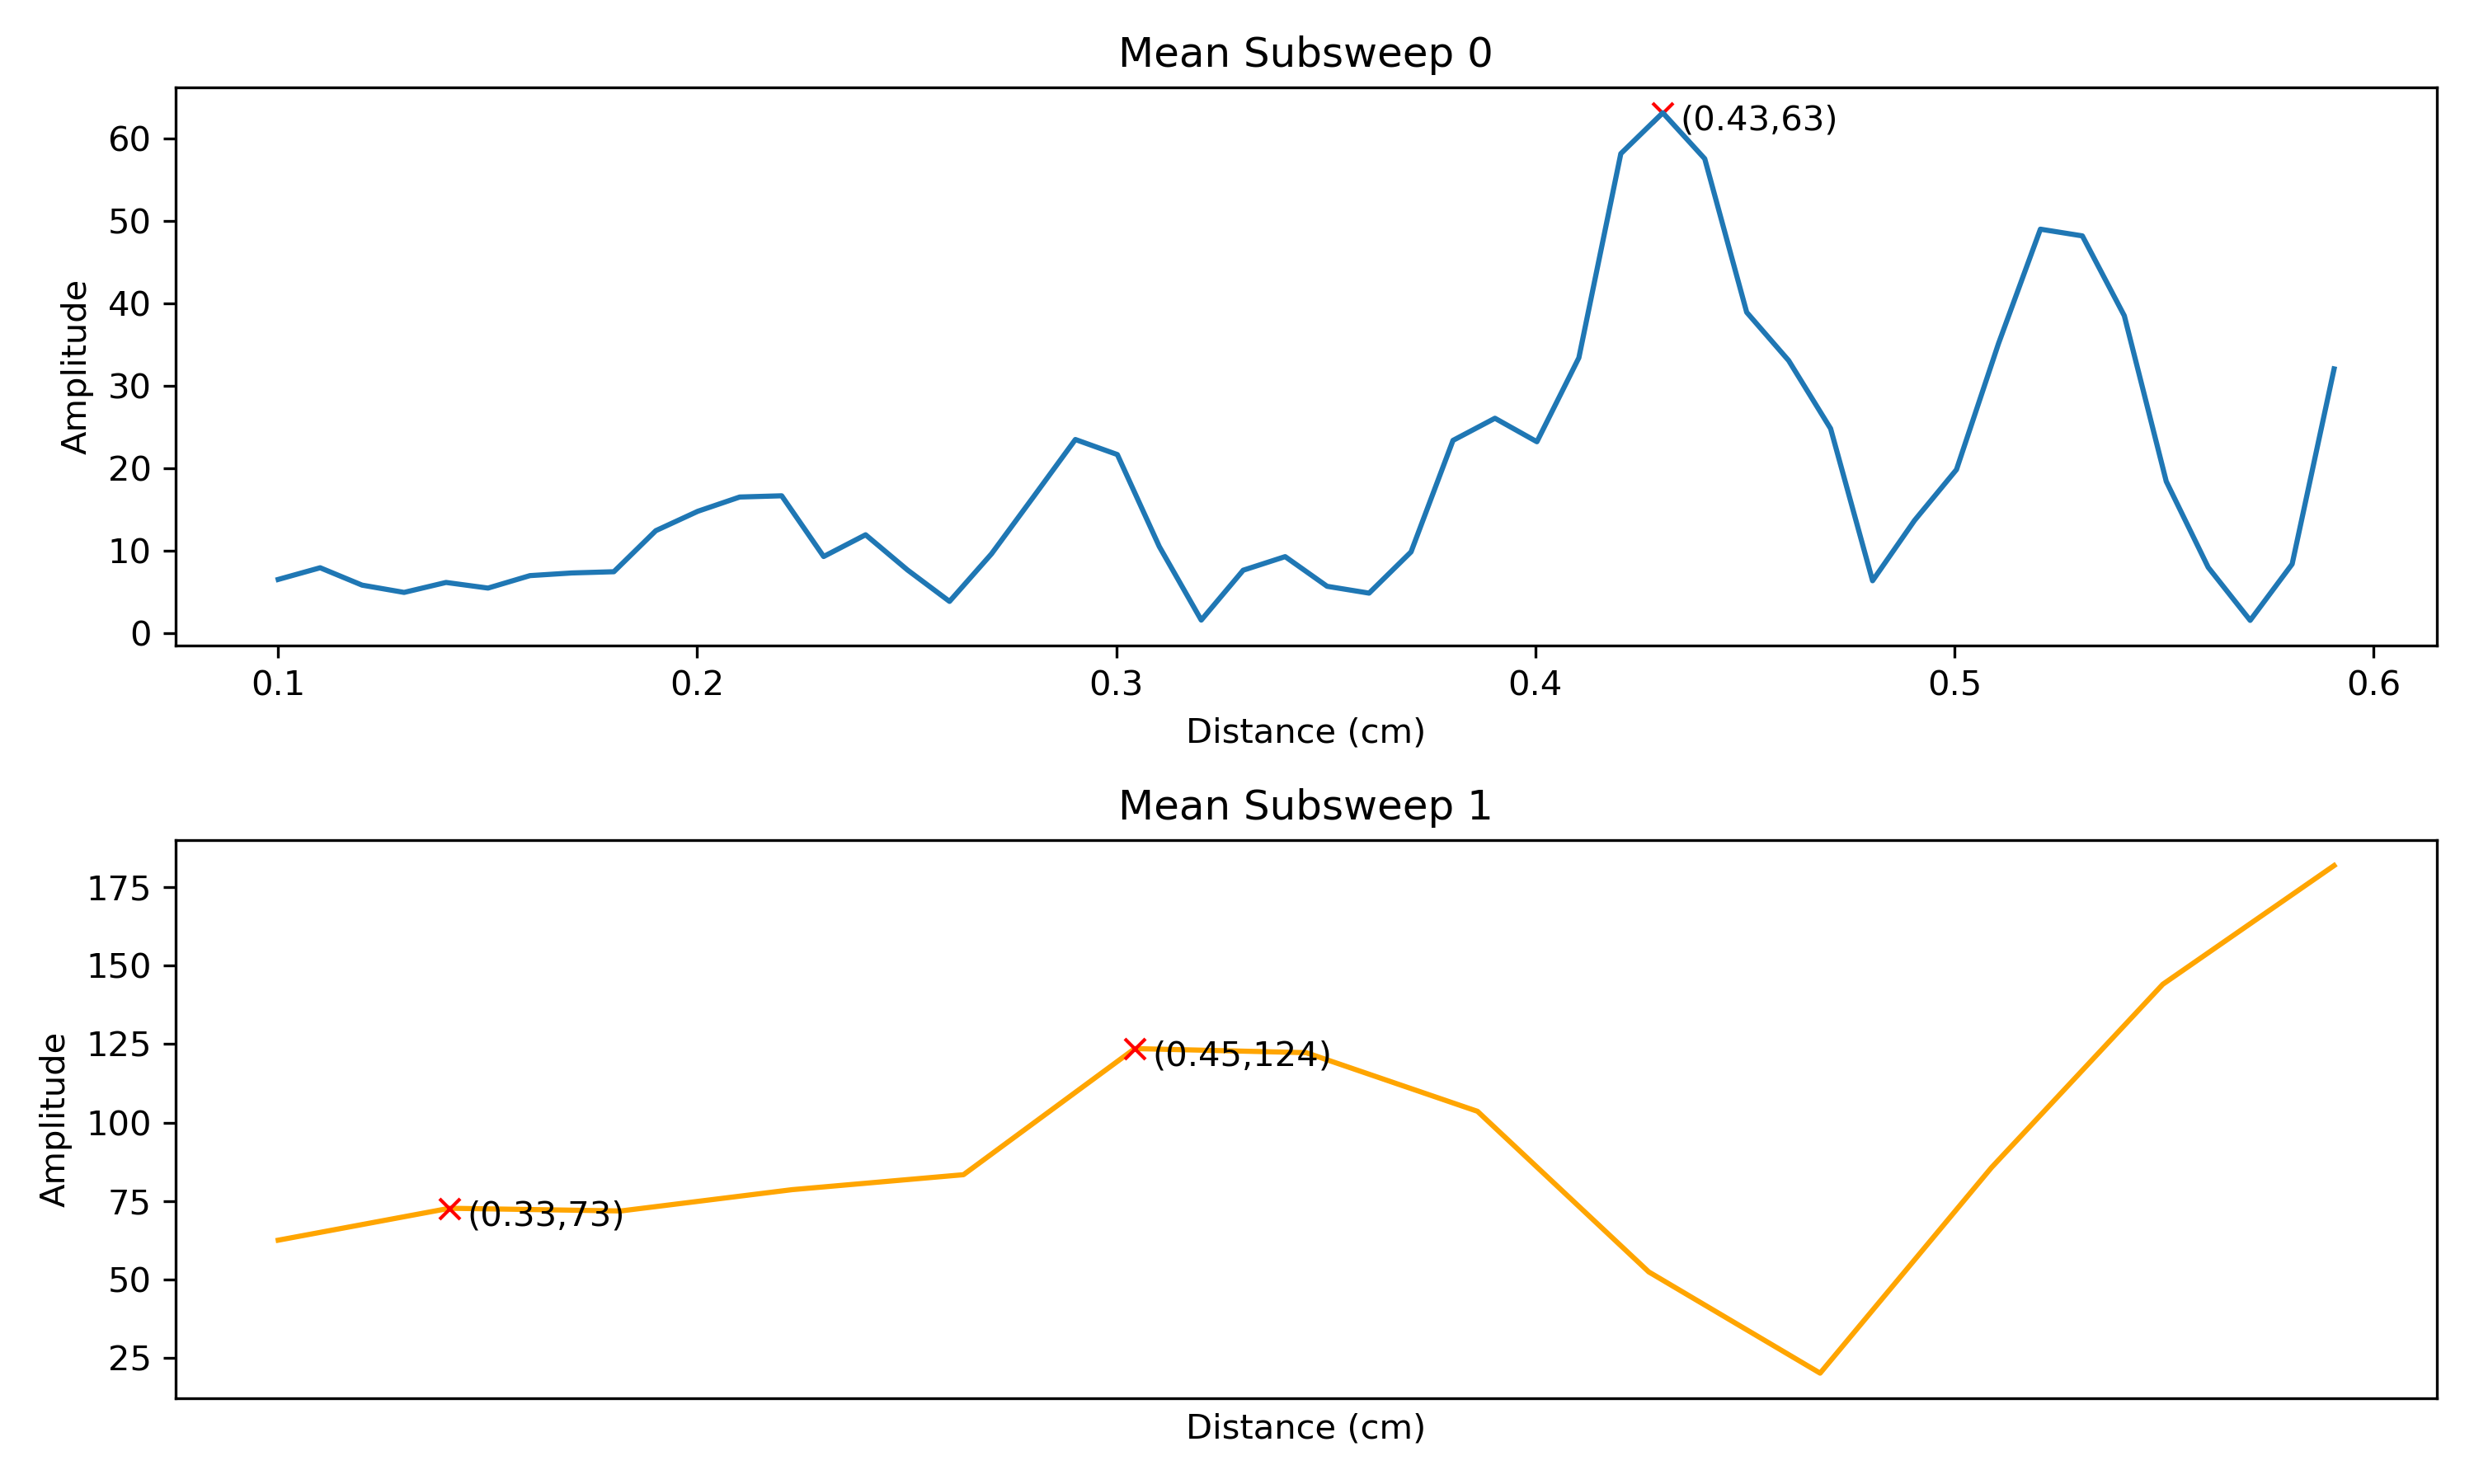 Mean Subsweep 0
Amplitude
60
50
40
30
20
10
0
(0.43,63)
0.1 0.2 0.3 0.4 0.5 0.6
Distance (cm)
Mean Subsweep 1
Amplitude
175
150
125
100
75
50
25
(0.45,124)
(0.33,73)
Distance (cm)